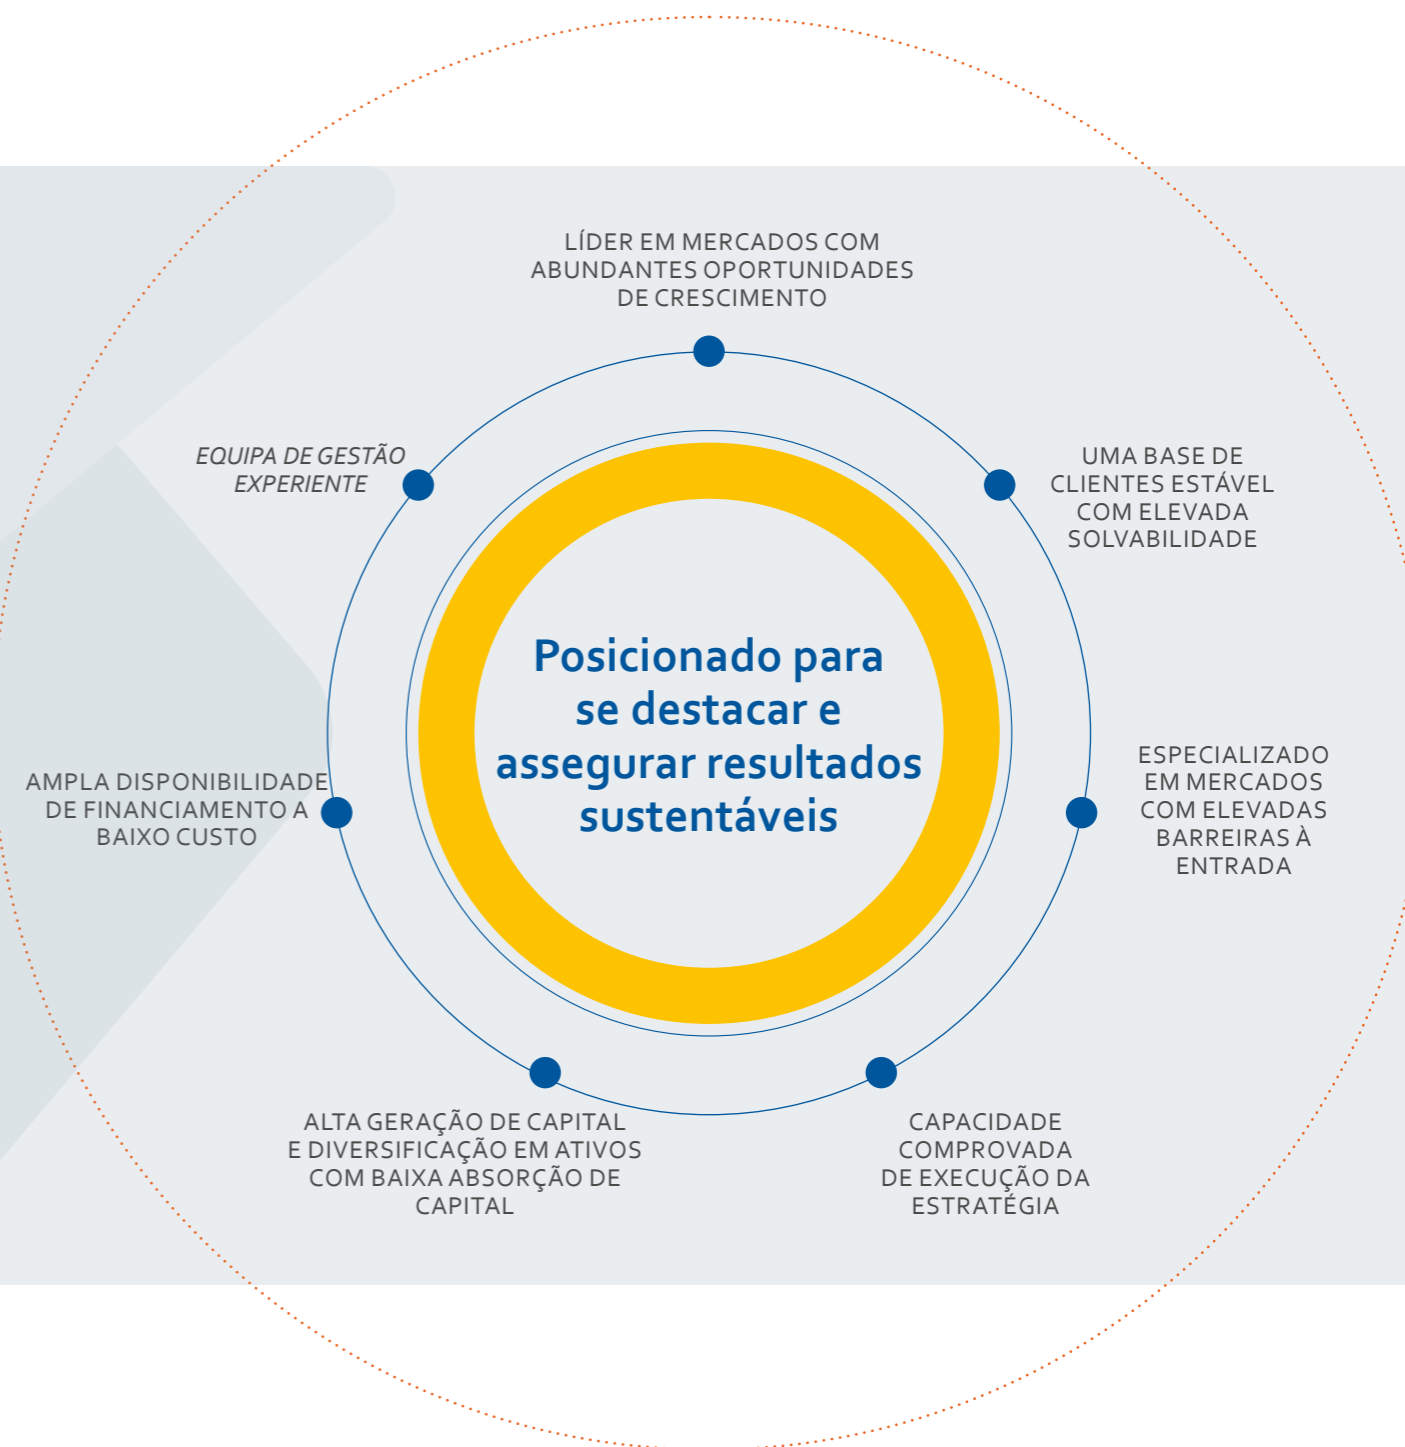 LÍDER EM MERCADOS COM
ABUNDANTES OPORTUNIDADES
DE CRESCIMENTO
EQUIPA DE GESTÃO
EXPERIENTE
UMA BASE DE
CLIENTES ESTÁVEL
COM ELEVADA
SOLVABILIDADE
Posicionado para
se destacar e
assegurar resultados
sustentáveis
AMPLA DISPONIBILIDADE
DE FINANCIAMENTO A
BAIXO CUSTO
ESPECIALIZADO
EM MERCADOS
COM ELEVADAS
BARREIRAS À
ENTRADA
ALTA GERAÇÃO DE CAPITAL
E DIVERSIFICAÇÃO EM ATIVOS
COM BAIXA ABSORÇÃO DE
CAPITAL
CAPACIDADE
COMPROVADA
DE EXECUÇÃO DA
ESTRATÉGIA